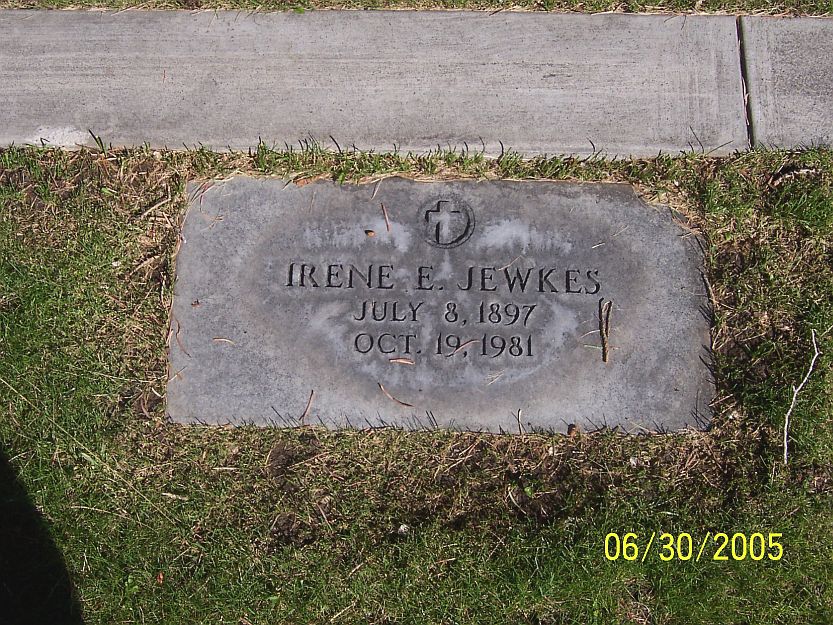 IRENE E. JEWKES
JULY 8, 1897
OCT. 19, 1981
06/30/2005